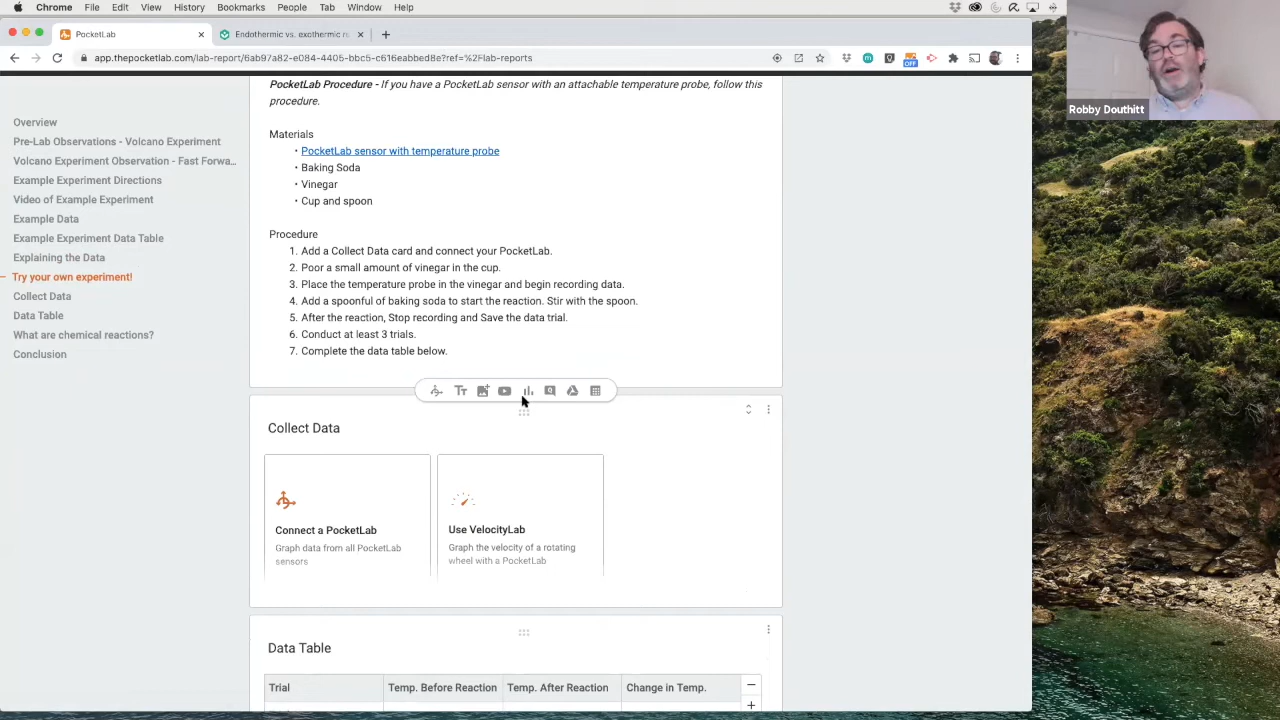 Chrome File Edit View History Bookmarks People Tab Window Help
PocketLab
Endothermic vs. exothermic r
app.thepocketlab.com/lab-report/6ab97a82-e084-4405-bbc5-c616eabbed8e?ref=%2Flab-reports
OFF
Robby Douthitt
Overview
Pre-Lab Observations - Volcano Experiment
Volcano Experiment Observation - Fast Forwa...
Example Experiment Directions
Video of Example Experiment
Example Data
Example Experiment Data Table
Explaining the Data
Try your own experiment!
Collect Data
Data Table
What are chemical reactions?
Conclusion
PocketLab Procedure - If you have a PocketLab sensor with an attachable temperature probe, follow this
procedure.
Materials
• PocketLab sensor with temperature probe
• Baking Soda
• Vinegar
• Cup and spoon
Procedure
1. Add a Collect Data card and connect your PocketLab.
2. Poor a small amount of vinegar in the cup.
3. Place the temperature probe in the vinegar and begin recording data.
4. Add a spoonful of baking soda to start the reaction. Stir with the spoon.
5. After the reaction, Stop recording and Save the data trial.
6. Conduct at least 3 trials.
7. Complete the data table below.
Tт
Collect Data
Connect a PocketLab
Graph data from all PocketLab
sensors
Use VelocityLab
Graph the velocity of a rotating
wheel with a PocketLab
Data Table
Trial Temp. Before Reaction Temp. After Reaction Change in Temp.